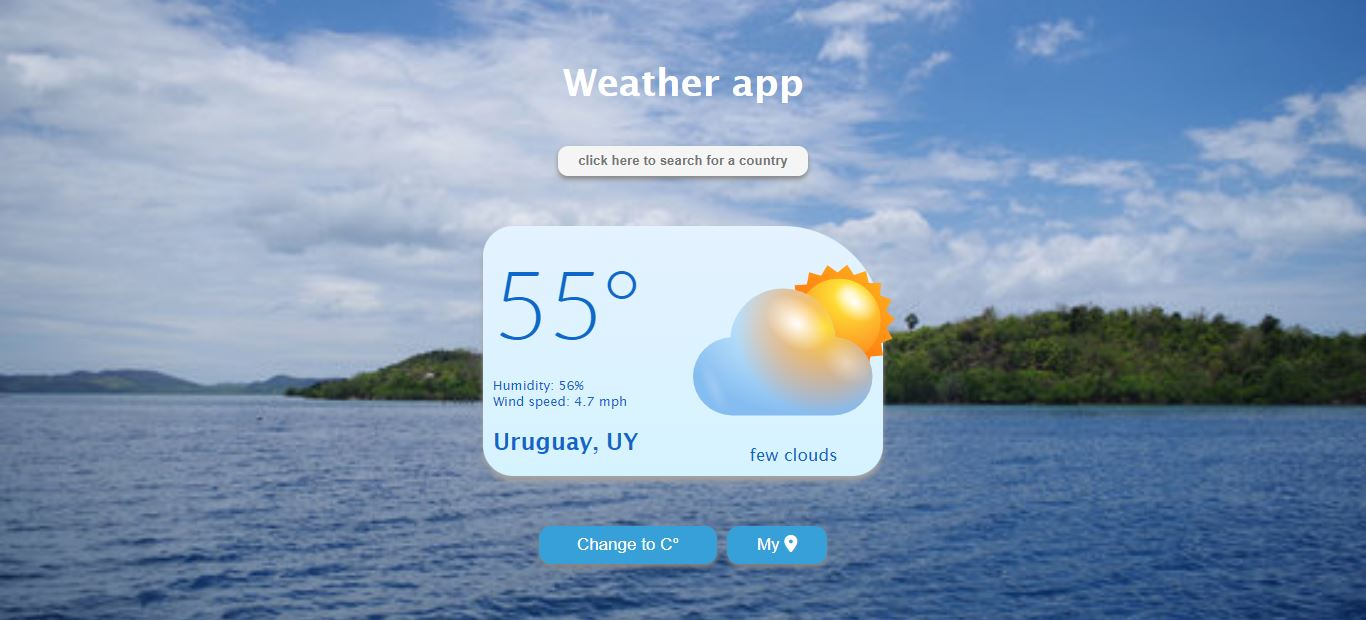 Weather app
click here to search for a country
55°
Humidity: 56%
Wind speed: 4.7 mph
Uruguay, UY
few clouds
Change to C°
My